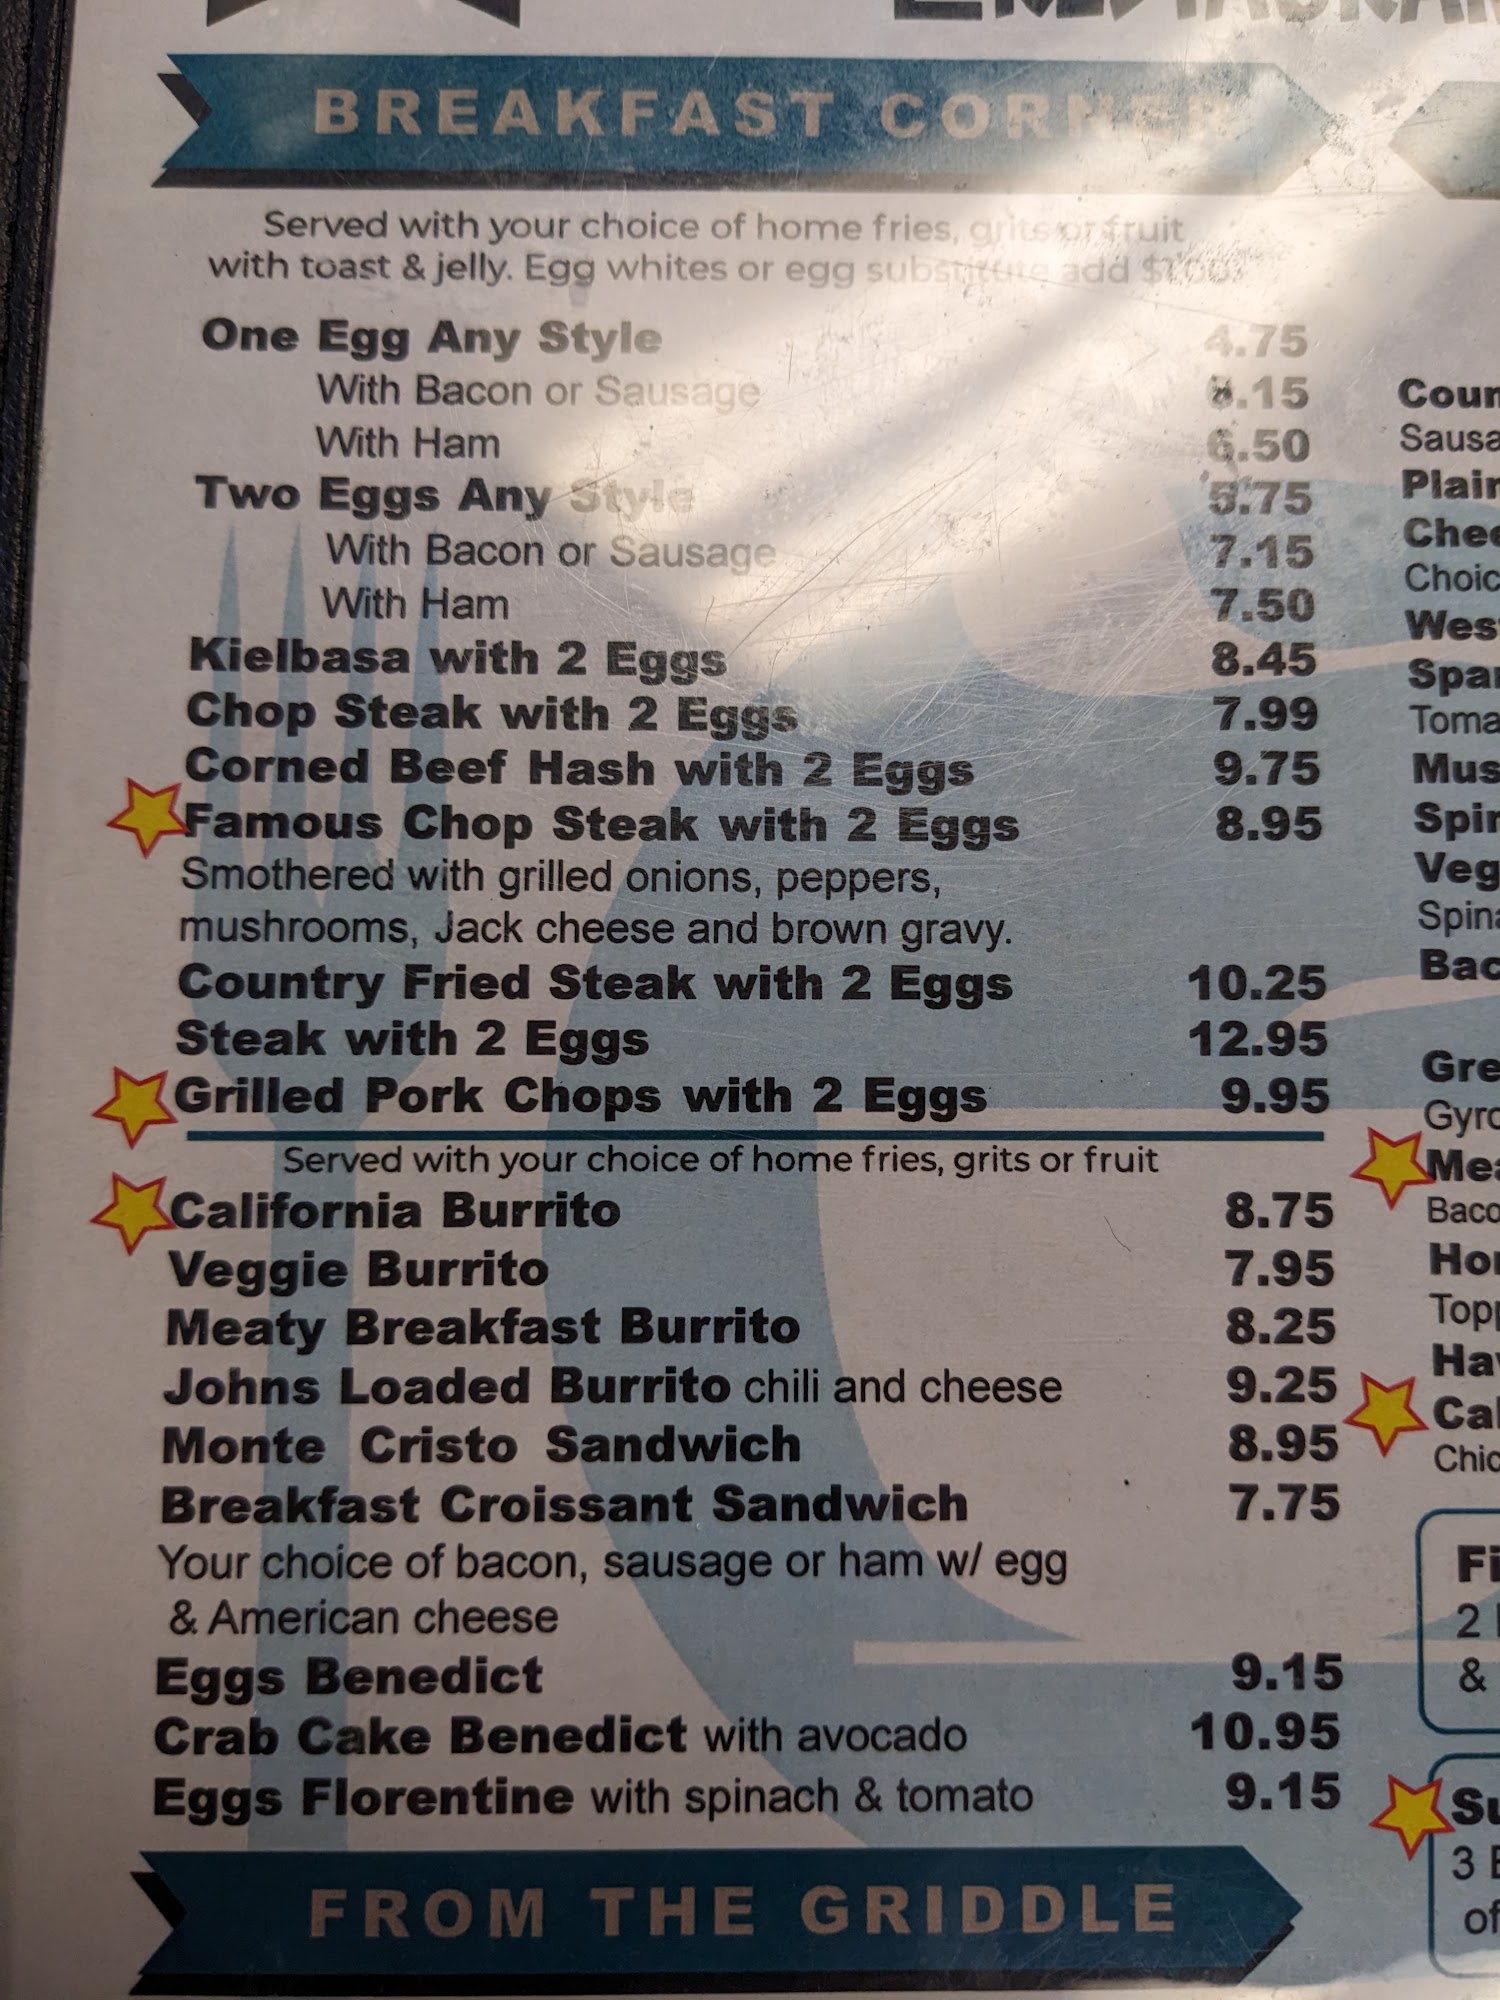 BREAKFAST CORNER
Served with your choice of home fries, grits or fruit
with toast & jelly. Egg whites or egg substitute add
One Egg Any Style 4.75
With Bacon or Sausage
With Ham 6.50
Two Eggs Any Style 5.75
With Bacon or Sausage 7.15
With Ham 7.50
Kielbasa with 2 Eggs 8.45
Chop Steak with 2 Eggs 7.99
Corned Beef Hash with 2 Eggs 9.75
Famous Chop Steak with 2 Eggs 8.95
Smothered with grilled onions, peppers,
mushrooms, Jack cheese and brown gravy.
Country Fried Steak with 2 Eggs 10.25
Steak with 2 Eggs 12.95
Grilled Pork Chops with 2 Eggs 9.95
Served with your choice of home fries, grits or fruit
California Burrito 8.75
Veggie Burrito 7.95
Meaty Breakfast Burrito 8.25
Johns Loaded Burrito chili and cheese 9.25
Monte Cristo Sandwich 8.95
Breakfast Croissant Sandwich 7.75
Your choice of bacon, sausage or ham w/ egg
& American cheese
Eggs Benedict 9.15
Crab Cake Benedict with avocado 10.95
Eggs Florentine with spinach & tomato 9.15
FROM THE GRIDDLE
2
&
3
of